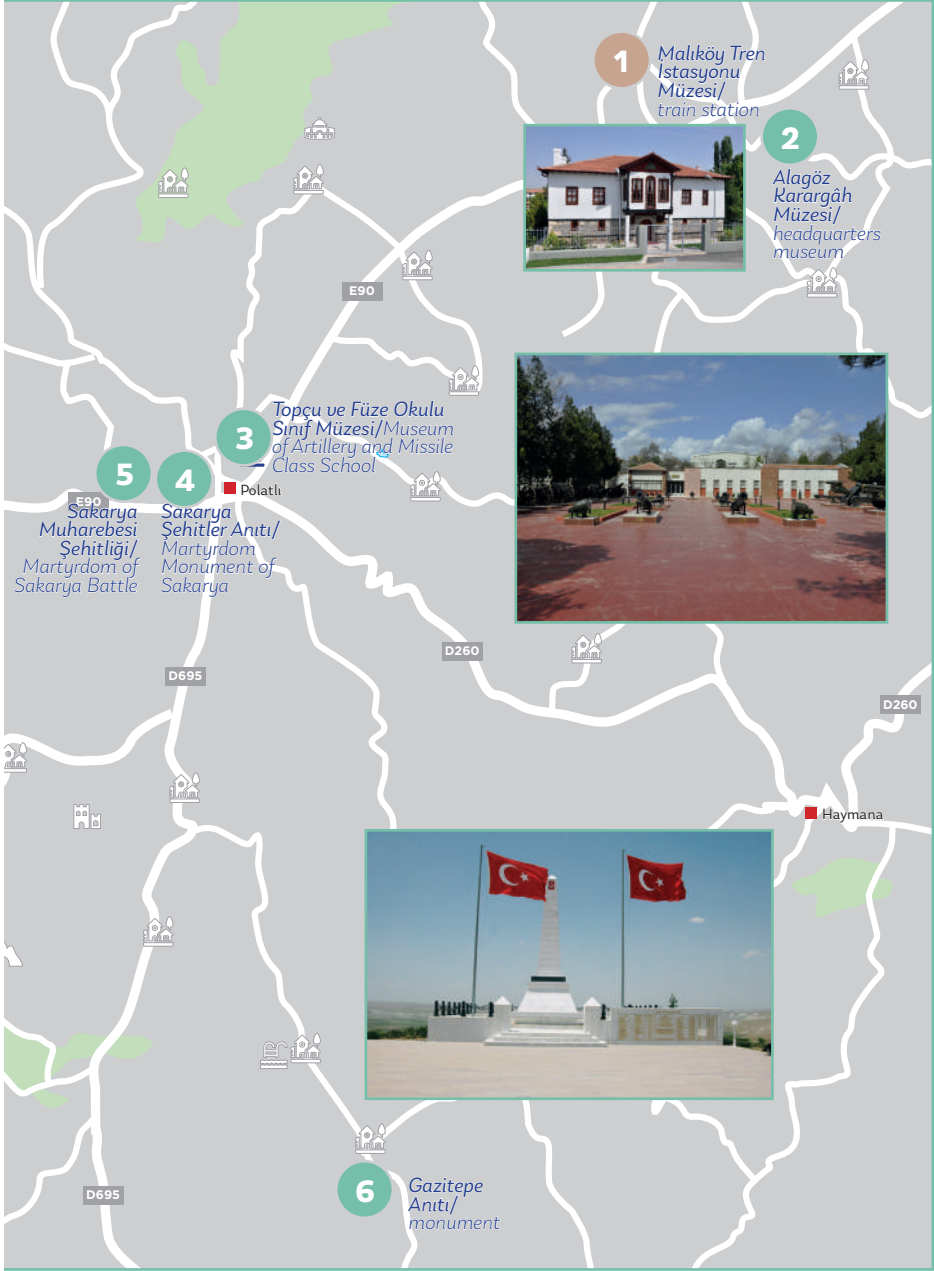 1
Malıköy Tren
İstasyonu
Müzesi/
train station
2
Alagöz
Karargâh
Müzesi/
headquarters
museum
E90
3
Topçu ve Füze Okulu
Sınıf Müzesi/Museum
of Artillery and Missile
Class School
5
4
Polatlı
E90
Sakarya
Muharebesi
Şehitliği/
Martyrdom of
Sakarya Battle
Sakarya
Şehitler Anıtı/
Martyrdom
Monument of
Sakarya
D260
D695
D260
Haymana
6
Gazitepe
Anıtı/
monument
D695